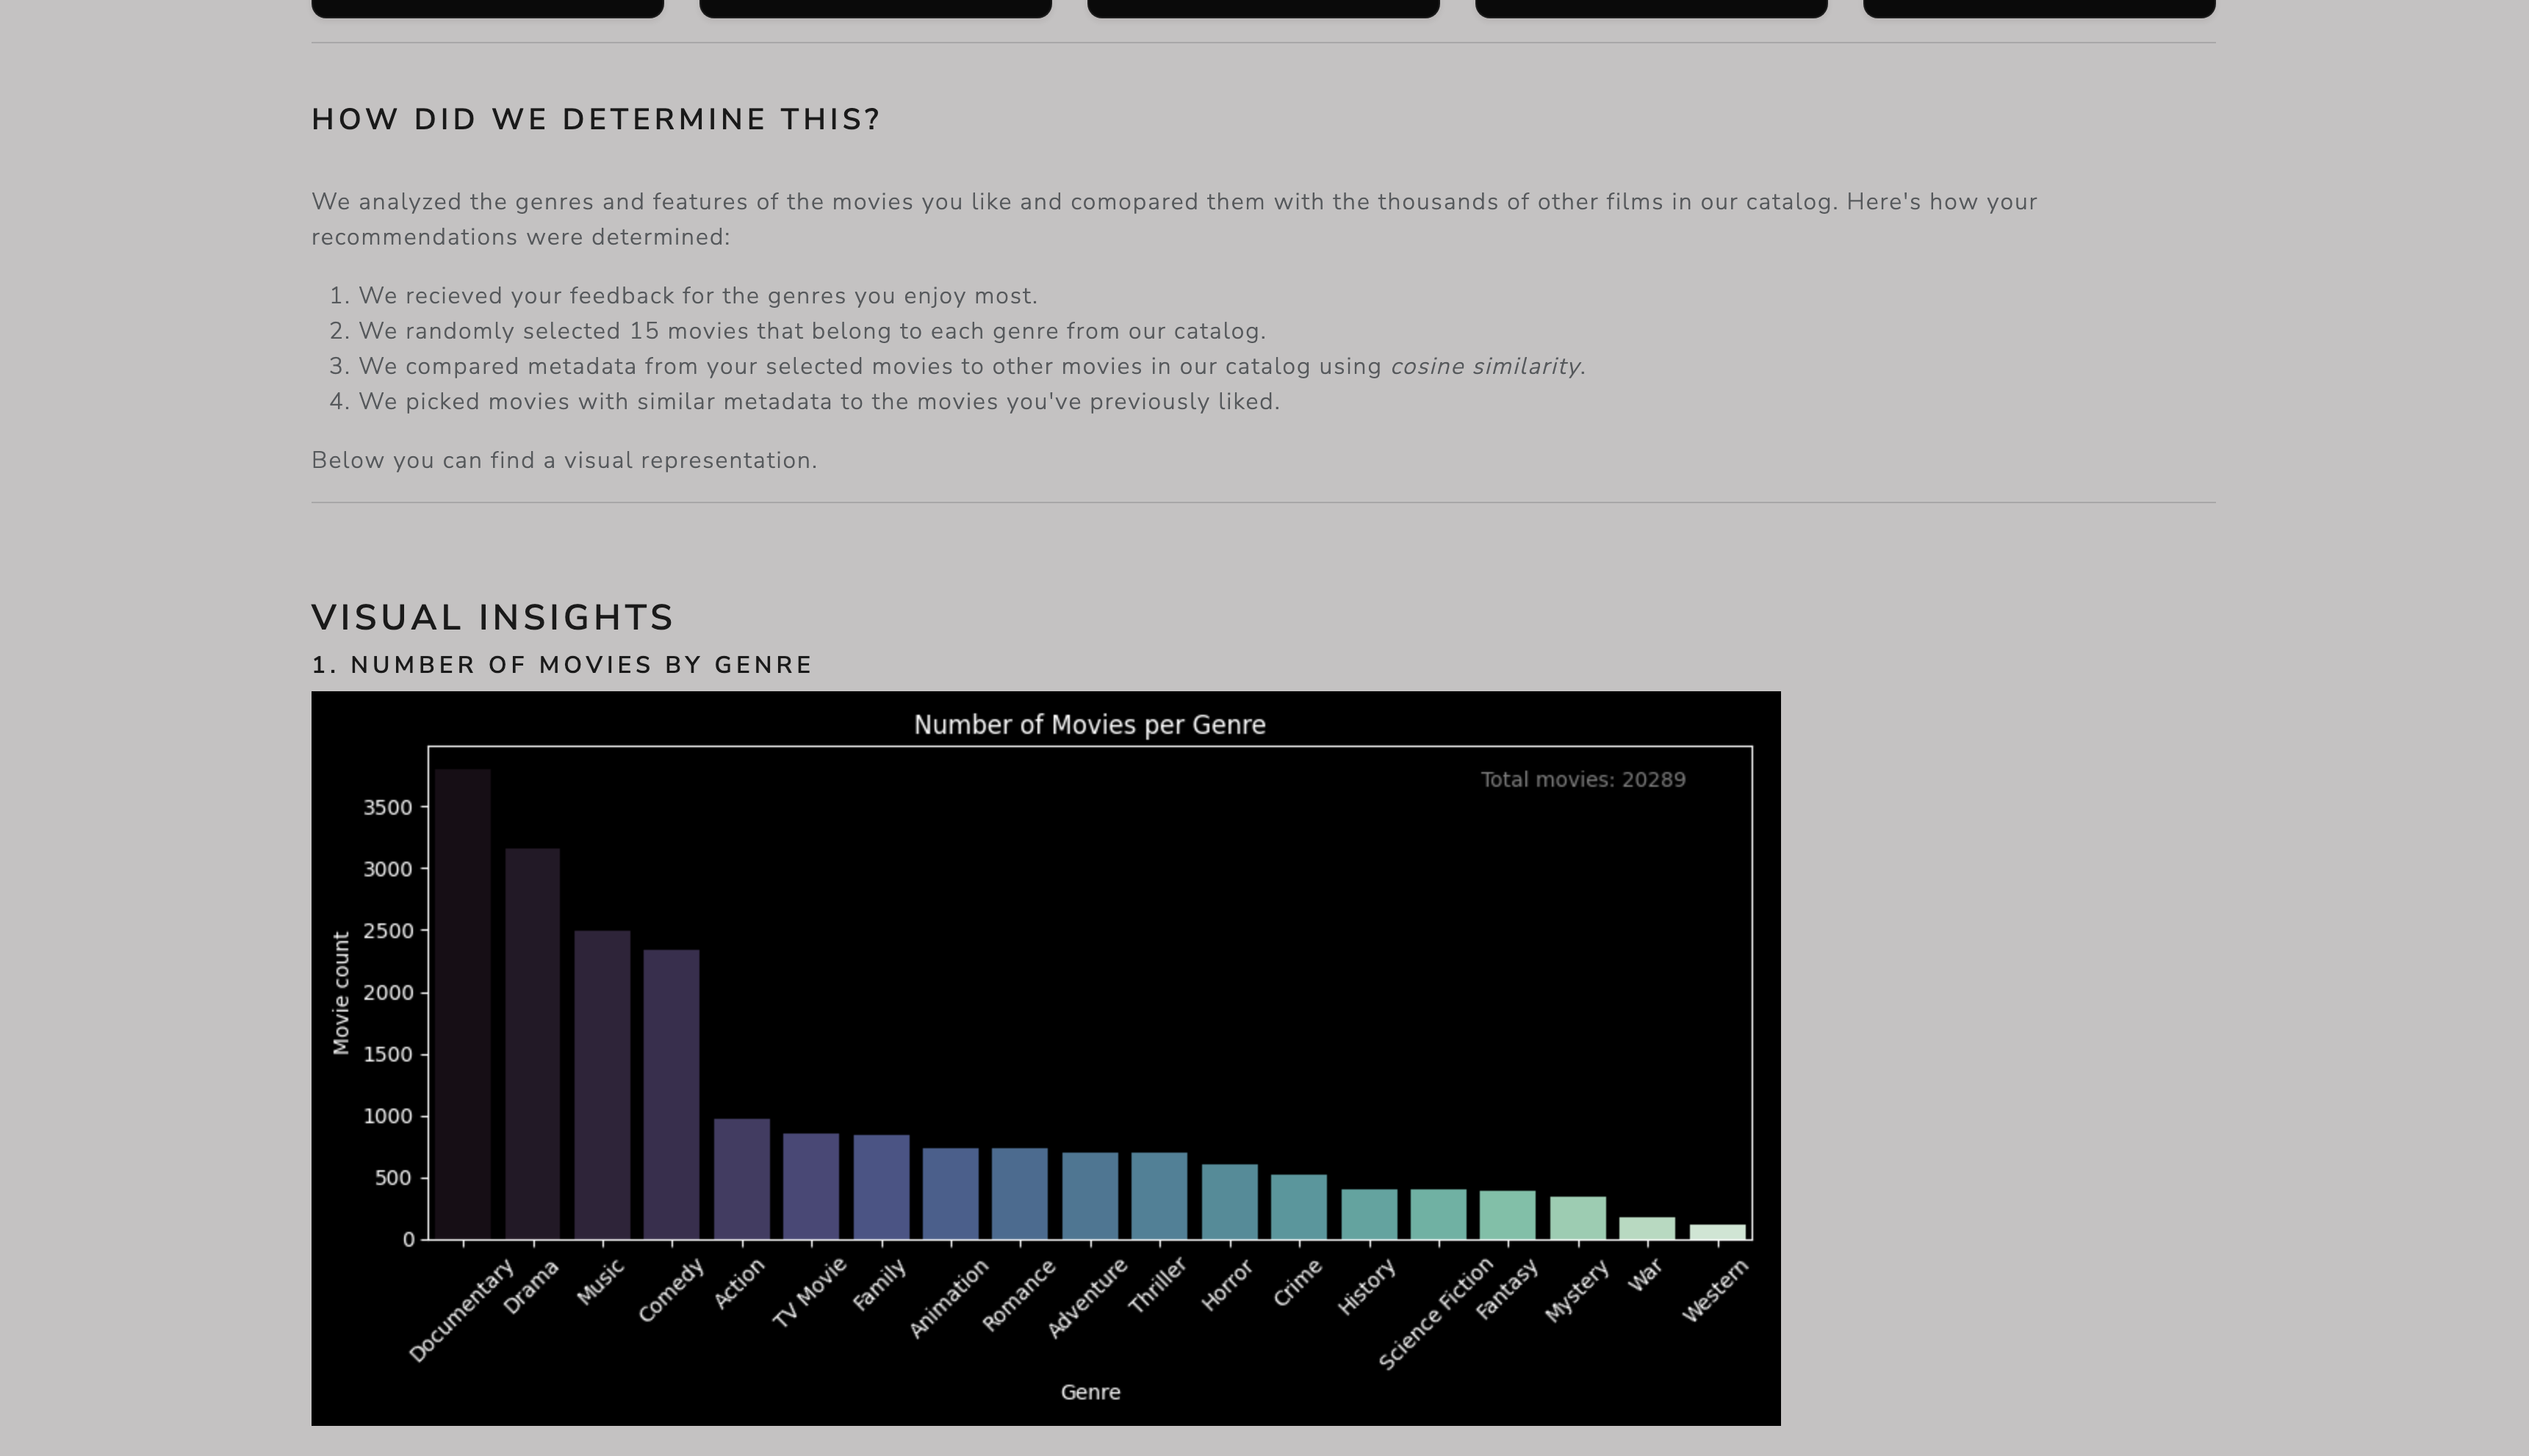 HOW DID WE DETERMINE THIS?
We analyzed the genres and features of the movies you like and comopared them with the thousands of other films in our catalog. Here's how your
recommendations were determined:
1. We recieved your feedback for the genres you enjoy most.
2. We randomly selected 15 movies that belong to each genre from our catalog.
3. We compared metadata from your selected movies to other movies in our catalog using cosine similarity.
4. We picked movies with similar metadata to the movies you've previously liked.
Below you can find a visual representation.
VISUAL INSIGHTS
1. NUMBER OF MOVIES BY GENRE
Number of Movies per Genre
Total movies: 20289
Movie count
3500
3000
2500
2000
1500
1000
500
0
Documentary
Drama
Music
Comedy
Action
TV Movie
Family
Animation
Romance
Adventure
Thriller
Horror
Crime
History
Science Fiction
Fantasy
Mystery
War
Western
Genre